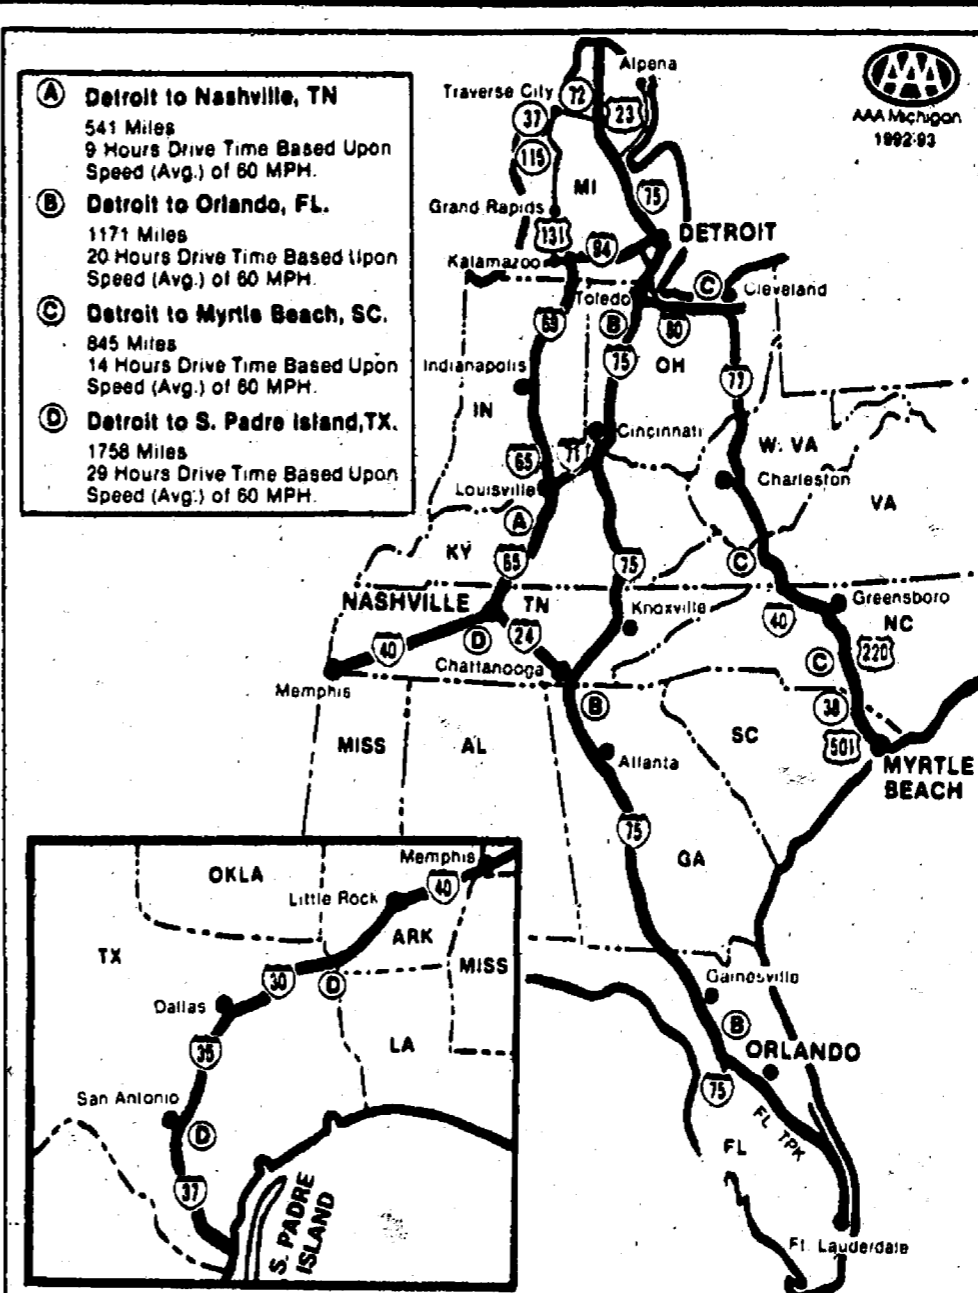 A Detroit to Nashville, TN
541 Miles
9 Hours Drive Time Based Upon
Speed (Avg.) of 60 MPH.
B Detroit to Orlando, FL.
1171 Miles
20 Hours Drive Time Based Upon
Speed (Avg.) of 60 MPH.
C Detroit to Myrtle Beach, SC.
845 Miles
14 Hours Drive Time Based Upon
Speed (Avg.) of 60 MPH.
D Detroit to S. Padre Island, TX.
1758 Miles
29 Hours Drive Time Based Upon
Speed (Avg.) of 60 MPH.
AAA
AAA Michigan
1992-93
Alpena
Traverse City
72
23
37
115
MI
75
Grand Rapids
131
94
DETROIT
Kalamazoo
C
Toledo
Cleveland
69
B
80
75
OH
Indianapolis
77
IN
Cincinnati
W. VA
65
71
Charleston
Louisville
VA
A
KY
65
75
C
NASHVILLE
TN
Knoxville
Greensboro
40
D
24
40
NC
220
Chattanooga
C
Memphis
B
38
MISS
AL
SC
501
Atlanta
MYRTLE
BEACH
75
GA
Gainesville
B
ORLANDO
75
FL TPK
FL
Ft. Lauderdale
OKLA
Memphis
Little Rock
40
TX
ARK
MISS
30
D
Dallas
LA
35
San Antonio
D
37
S. PADRE
ISLAND